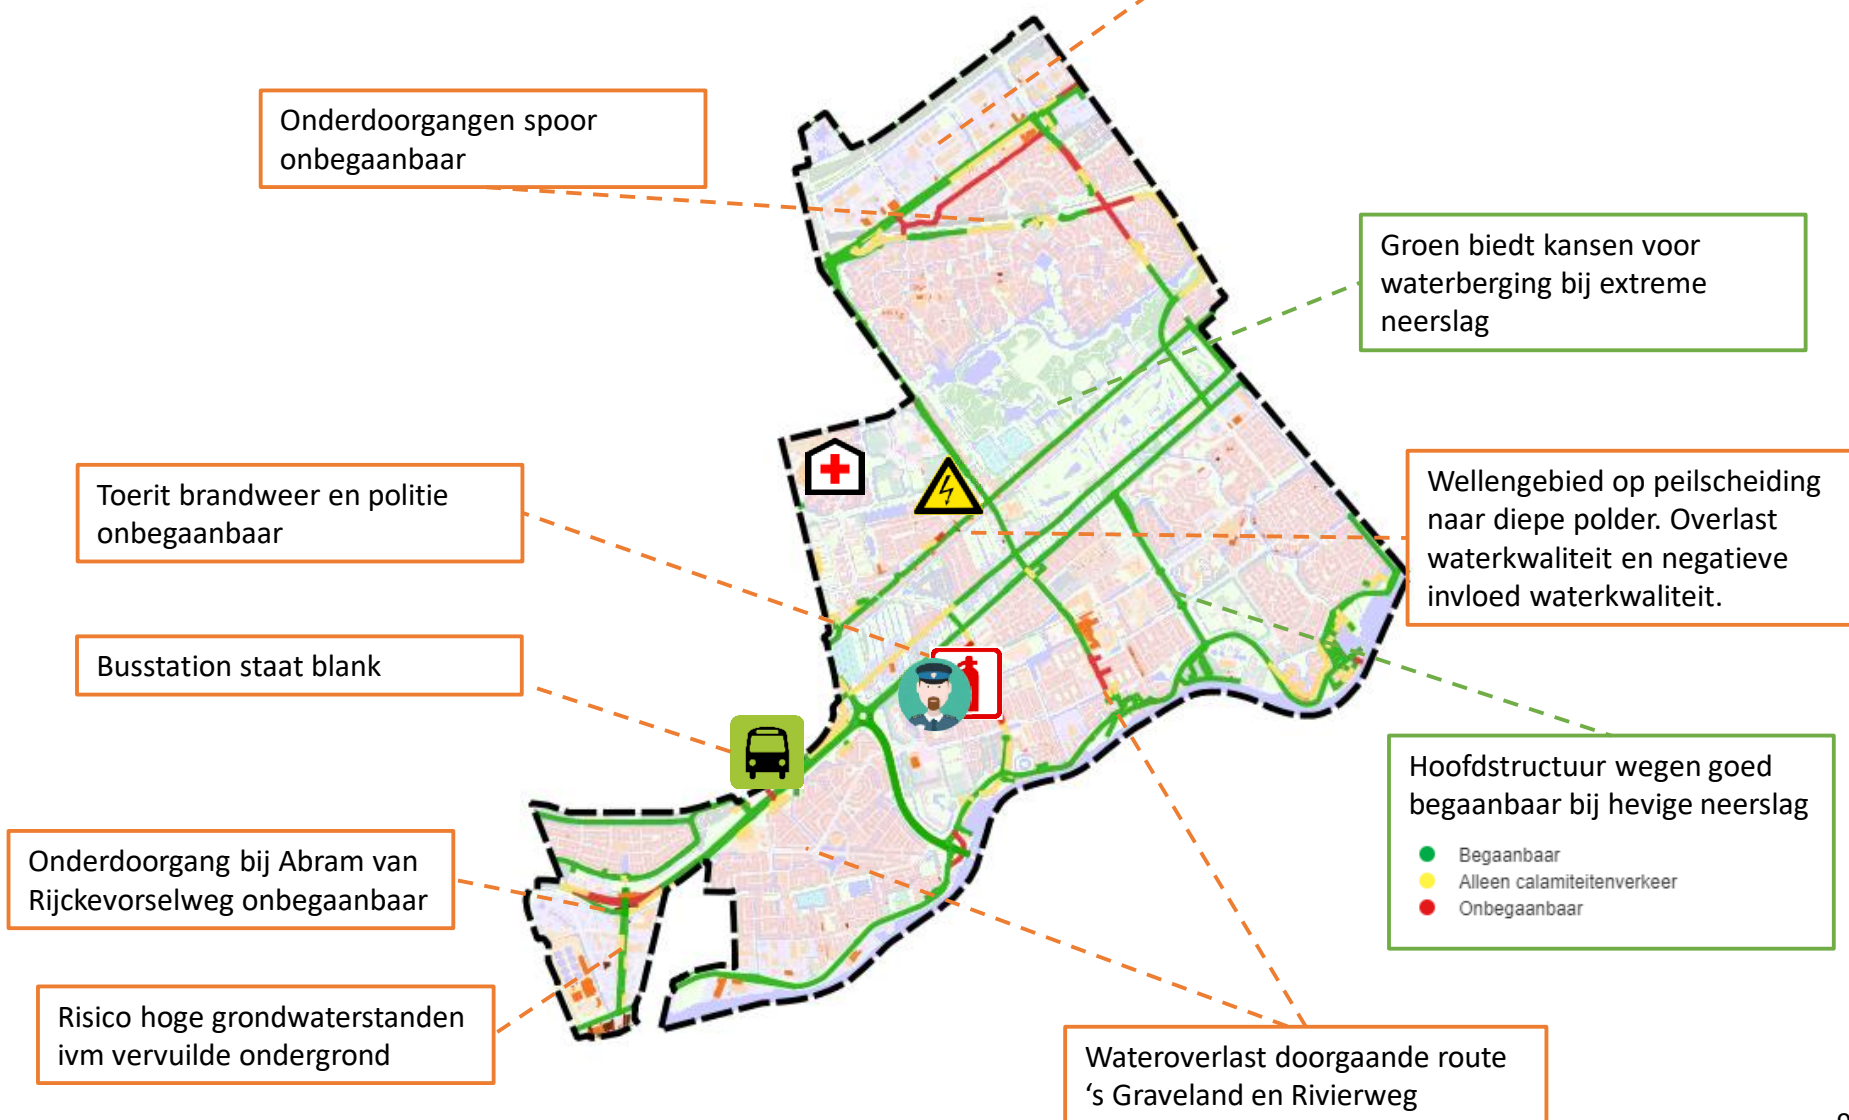 Onderdoorgangen spoor
onbegaanbaar
Groen biedt kansen voor
waterberging bij extreme
neerslag
Toerit brandweer en politie
onbegaanbaar
Wellengebied op peilscheiding
naar diepe polder. Overlast
waterkwaliteit en negatieve
invloed waterkwaliteit.
Busstation staat blank
Hoofdstructuur wegen goed
begaanbaar bij hevige neerslag
Begaanbaar
Alleen calamiteitenverkeer
Onbegaanbaar
Onderdoorgang bij Abram van
Rijckevorselweg onbegaanbaar
Risico hoge grondwaterstanden
ivm vervuilde ondergrond
Wateroverlast doorgaande route
‘s Graveland en Rivierweg